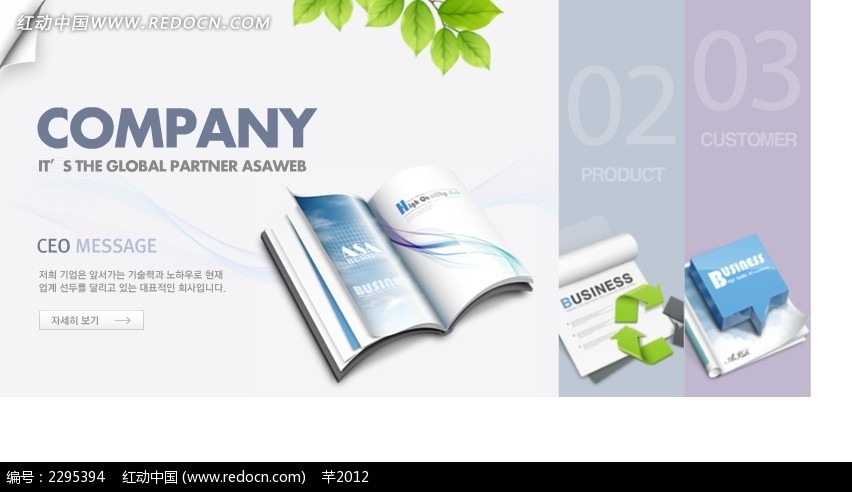 红动中国WWW.REDOCN.COM
COMPANY
IT'S THE GLOBAL PARTNER ASAWEB
CEO MESSAGE
저희 기업은 앞서가는 기술력과 노하우로 현재
업계 선두를 달리고 있는 대표적인 회사입니다.
자세히 보기
ASA
BUSINESS
High Quality
02
PRODUCT
BUSINESS
03
CUSTOMER
BUSINESS
编号：2295394 红动中国 (www.redocn.com) 芊2012